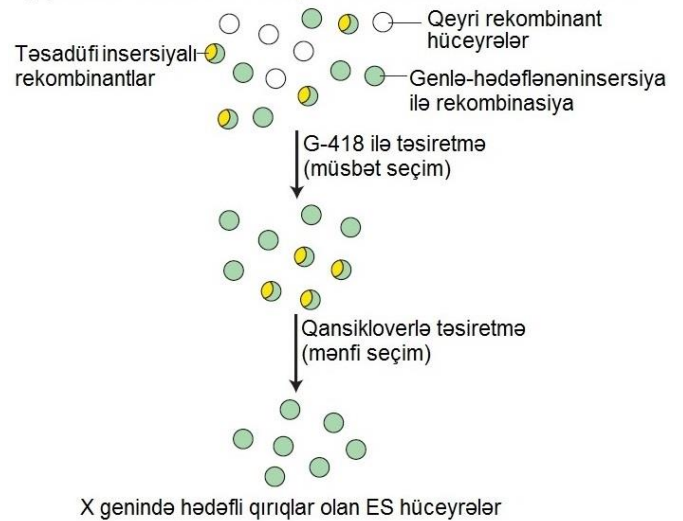 Qeyri rekombinant
hüceyrələr
Təsadüfi insersiyalı
rekombinantlar
Genlə-hədəflənəninsersiya
ilə rekombinasiya
G-418 ilə təsiretmə
(müsbət seçim)
Qansikloverlə təsiretmə
(mənfi seçim)
X genində hədəfli qırıqlar olan ES hüceyrələr